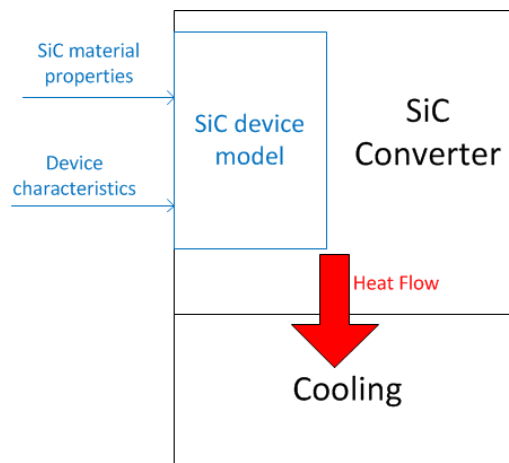 SiC material
properties
SiC device
model
SiC
Converter
Device
characteristics
Heat Flow
Cooling